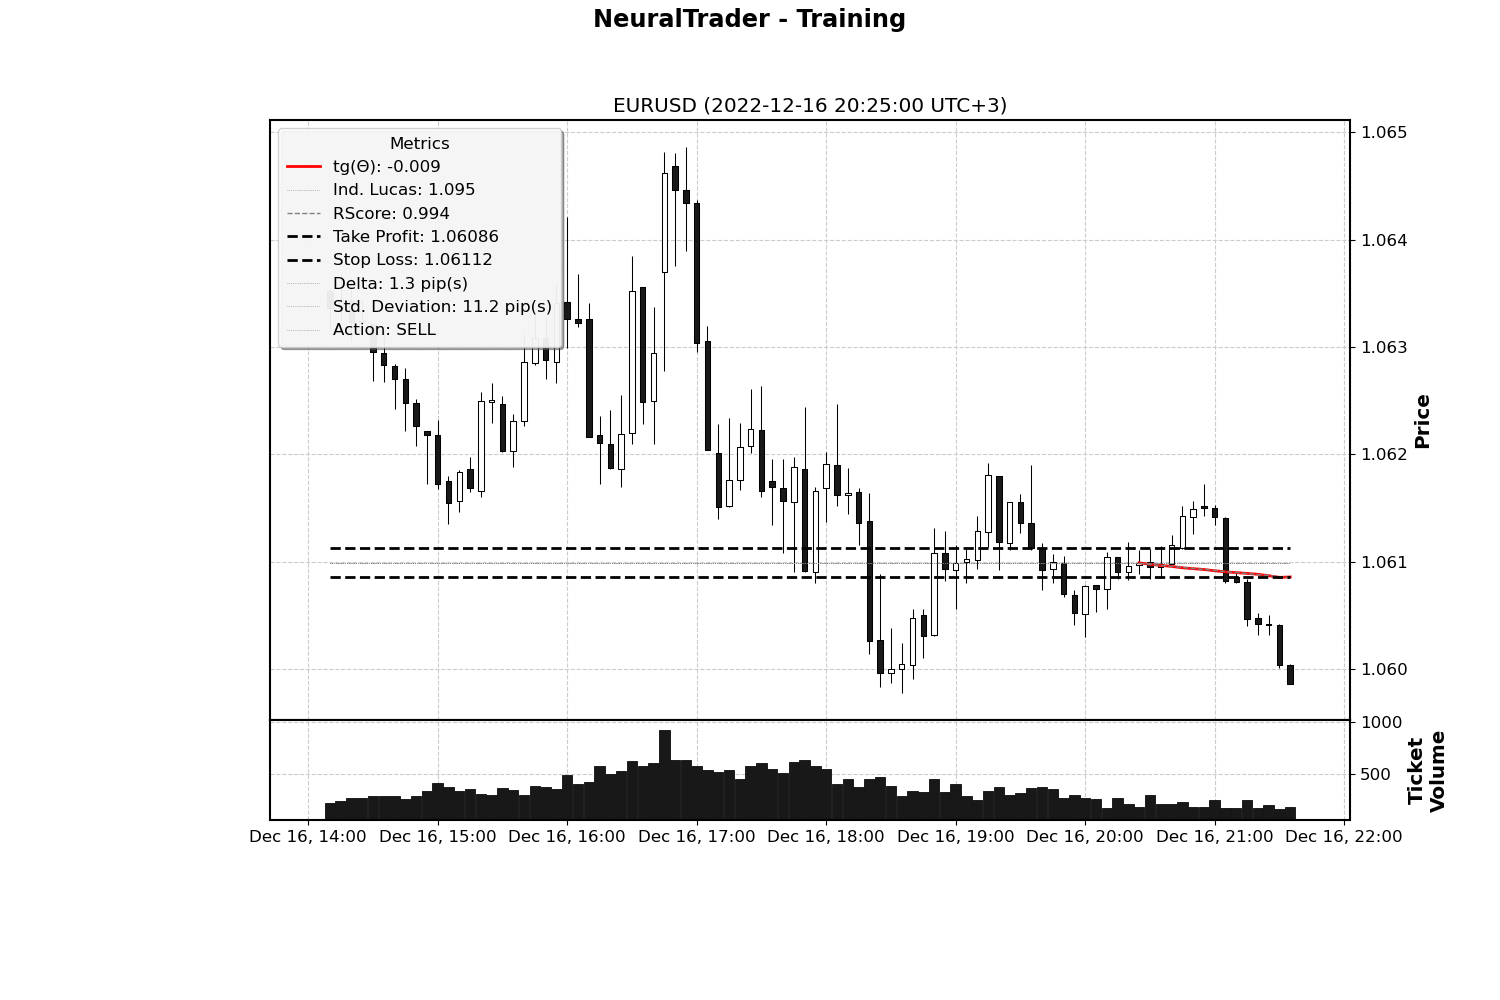 NeuralTrader - Training
EURUSD (2022-12-16 20:25:00 UTC+3)
Metrics
tg(Θ): -0.009
Ind. Lucas: 1.095
RScore: 0.994
Take Profit: 1.06086
Stop Loss: 1.06112
Delta: 1.3 pip(s)
Std. Deviation: 11.2 pip(s)
Action: SELL
1.065
1.064
1.063
1.062
1.061
1.060
Price
1000
500
Ticket
Volume
Dec 16, 14:00 Dec 16, 15:00 Dec 16, 16:00 Dec 16, 17:00 Dec 16, 18:00 Dec 16, 19:00 Dec 16, 20:00 Dec 16, 21:00 Dec 16, 22:00